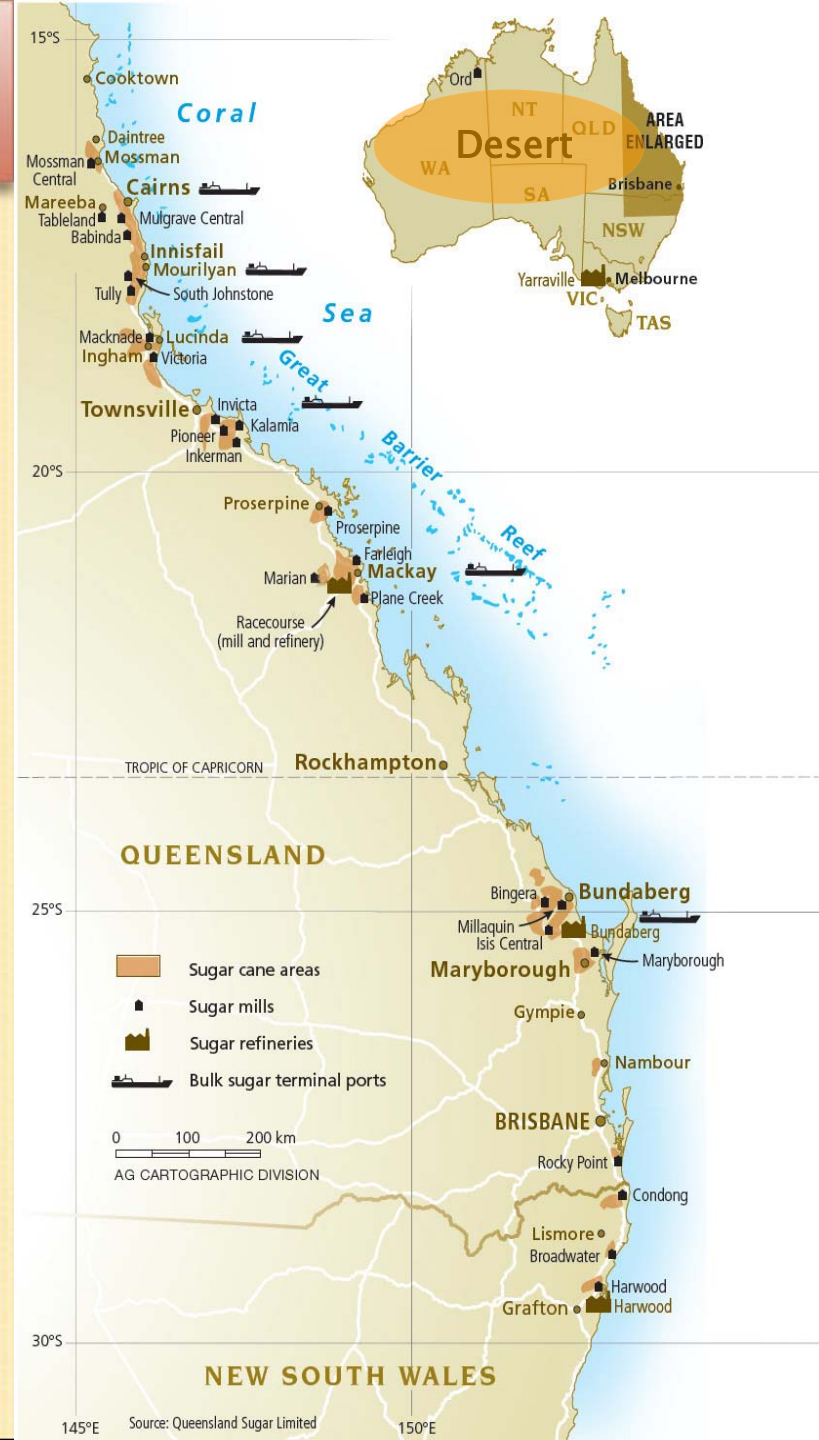 15°S
Cooktown
Coral
Daintree
Mossman
Mossman
Central
Cairns
Mareeba
Tableland
Mulgrave Central
Babinda
Innisfail
Mourilyan
South Johnstone
Tully
Sea
Macknade
Lucinda
Ingham
Victoria
Great
Townsville
Invicta
Kalamia
Pioneer
Inkerman
Barrier
20°S
Proserpine
Proserpine
Reef
Farleigh
Marian
Mackay
Plane Creek
Racecourse
(mill and refinery)
Rockhampton
TROPIC OF CAPRICORN
QUEENSLAND
Bingera
Bundaberg
25°S
Millaquin
Bundaberg
Isis Central
Maryborough
Maryborough
Gympie
Nambour
BRISBANE
Rocky Point
Condong
Lismore
Broadwater
Harwood
Harwood
Grafton
30°S
NEW SOUTH WALES
145°E
150°E
Source: Queensland Sugar Limited
Sugar cane areas
Sugar mills
Sugar refineries
Bulk sugar terminal ports
0 100 200 km
AG CARTOGRAPHIC DIVISION
Ord
NT
QLD
AREA
ENLARGED
Desert
WA
SA
Brisbane
NSW
Yarraville
Melbourne
VIC
TAS